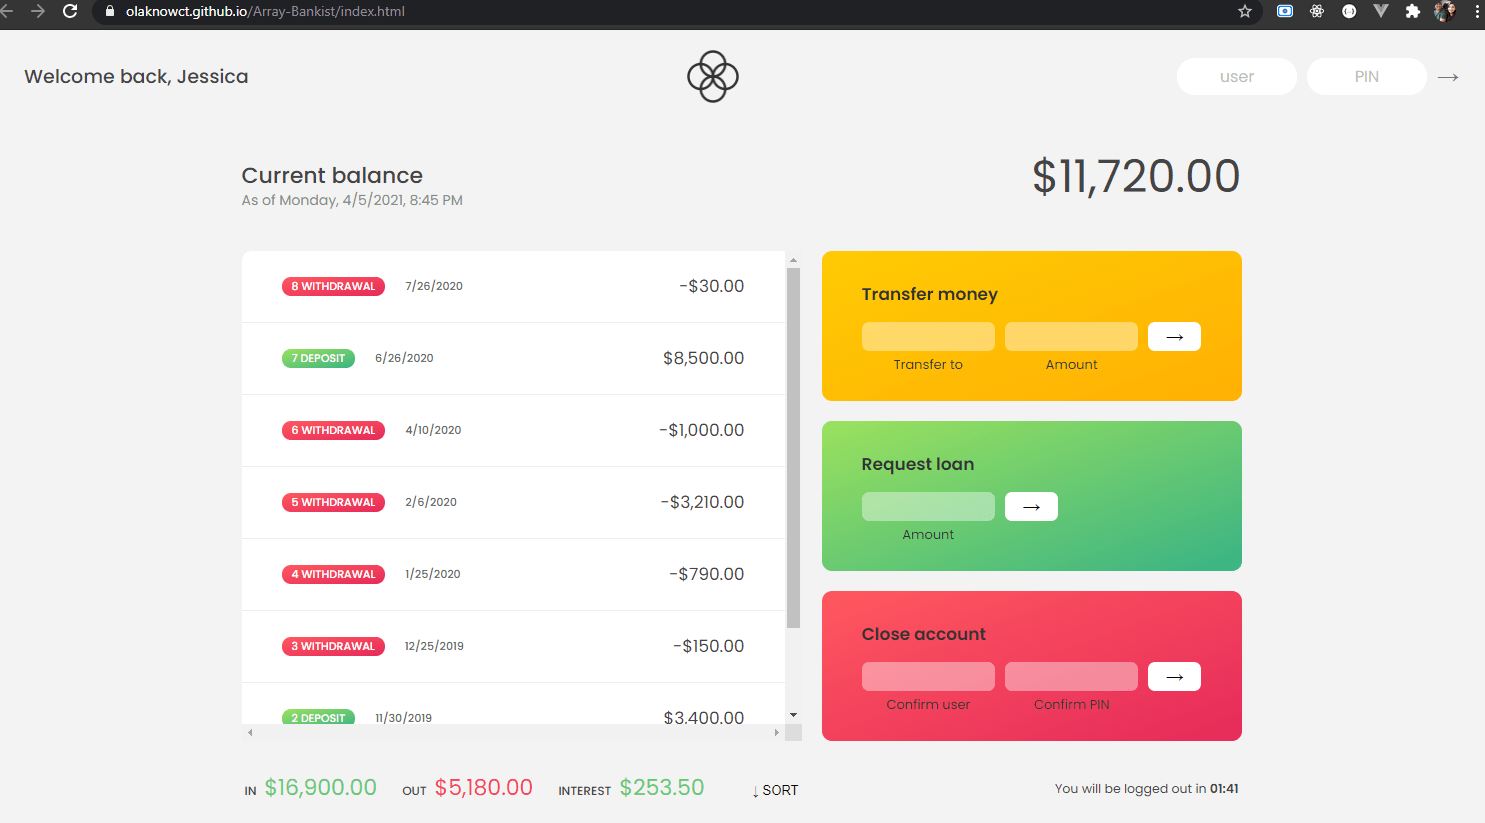 olaknowct.github.io/Array-Bankist/index.html
Welcome back, Jessica
user
PIN
→
Current balance
As of Monday, 4/5/2021, 8:45 PM
$11,720.00
8 WITHDRAWAL 7/26/2020 -$30.00
7 DEPOSIT 6/26/2020 $8,500.00
6 WITHDRAWAL 4/10/2020 -$1,000.00
5 WITHDRAWAL 2/6/2020 -$3,210.00
4 WITHDRAWAL 1/25/2020 -$790.00
3 WITHDRAWAL 12/25/2019 -$150.00
2 DEPOSIT 11/30/2019 $3,400.00
Transfer money
→
Transfer to Amount
Request loan
→
Amount
Close account
→
Confirm user Confirm PIN
IN $16,900.00 OUT $5,180.00 INTEREST $253.50 ↓ SORT
You will be logged out in 01:41